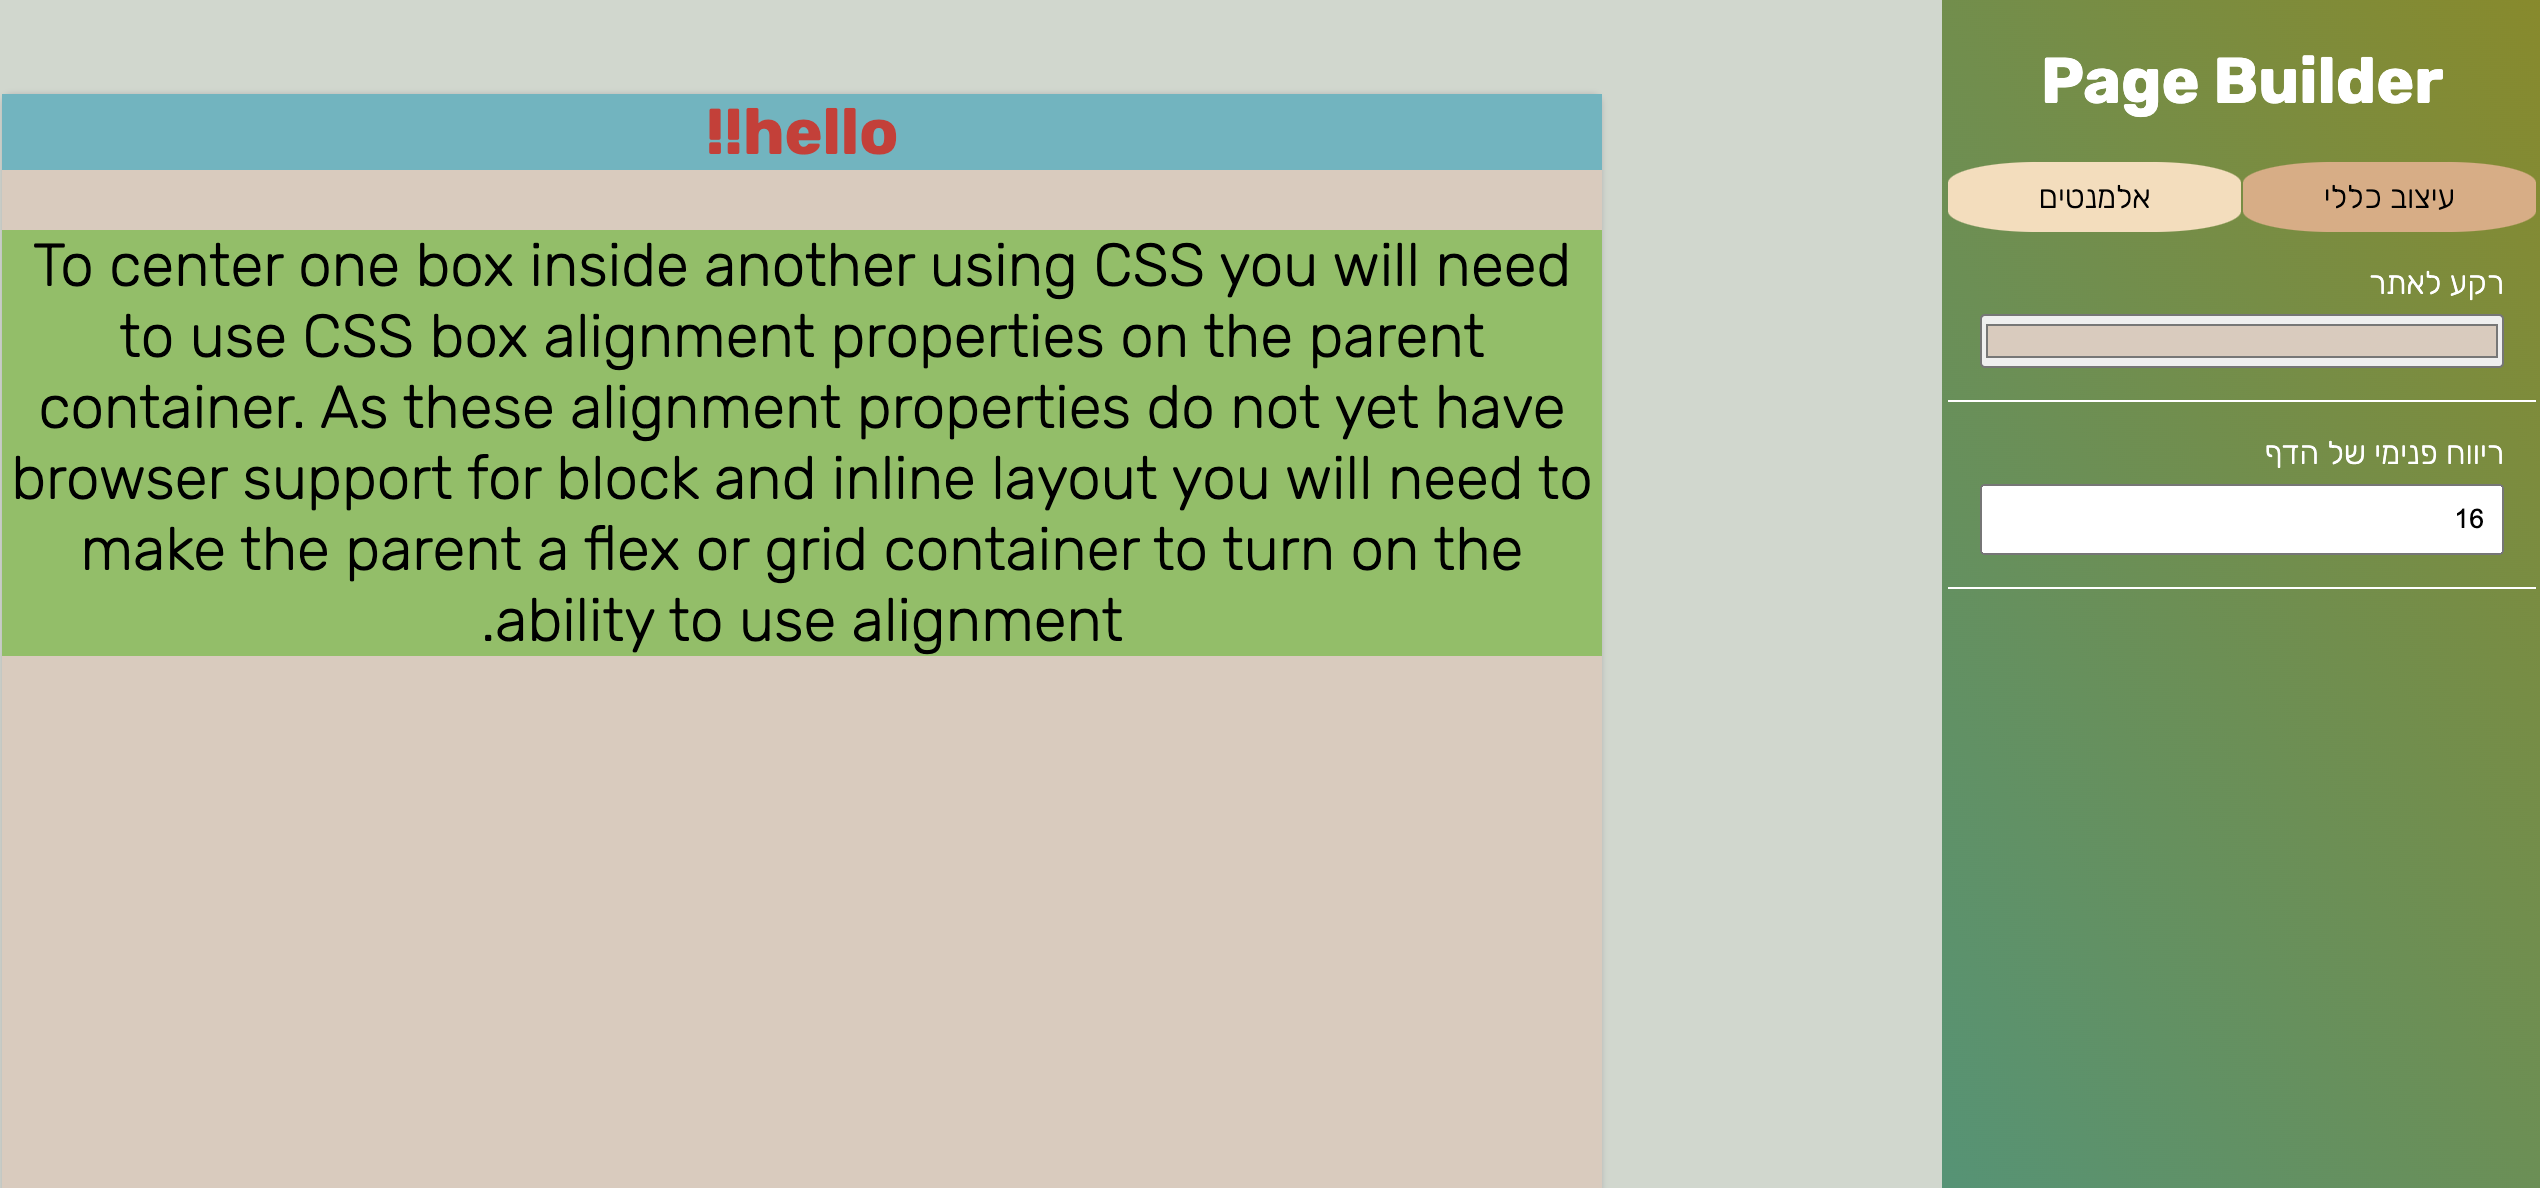 Page Builder
עיצוב כללי
אלמנטים
רקע לאתר
ריווח פנימי של הדף
16
!!hello
To center one box inside another using CSS you will need
to use CSS box alignment properties on the parent
container. As these alignment properties do not yet have
browser support for block and inline layout you will need to
make the parent a flex or grid container to turn on the
.ability to use alignment